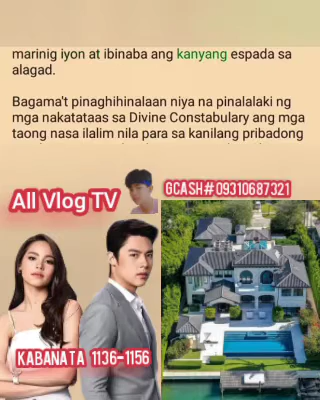 marinig iyon at ibinaba ang kanyang espada sa
alagad.
Bagama't pinaghihinalaan niya na pinalalaki ng
mga nakatataas sa Divine Constabulary ang mga
taong nasa ilalim nila para sa kanilang pribadong
All Vlog TV
GCASH#09310687321
KABANATA 1136-1156